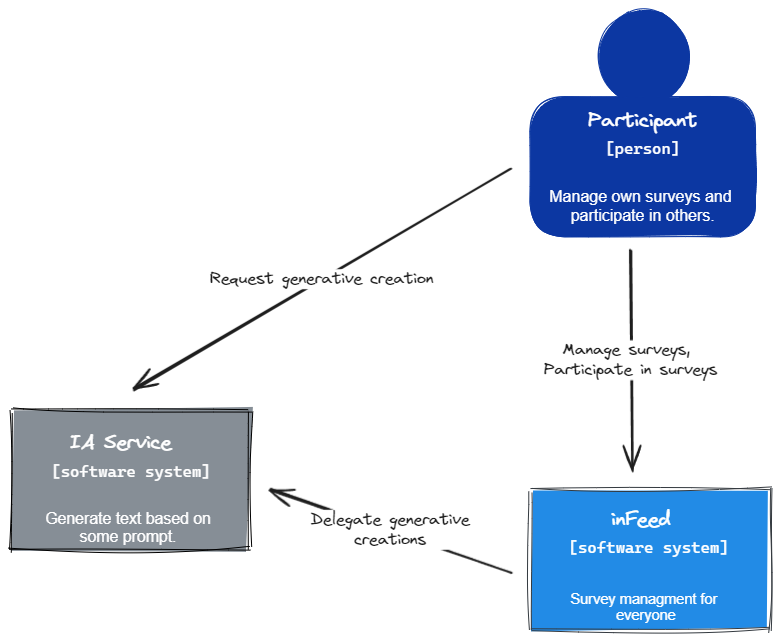 Participant
[person]
Manage own surveys and
participate in others.
Request generative creation
Manage surveys,
Participate in surveys
IA Service
[software system]
Generate text based on
some prompt.
Delegate generative
creations
inFeed
[software system]
Survey managment for
everyone